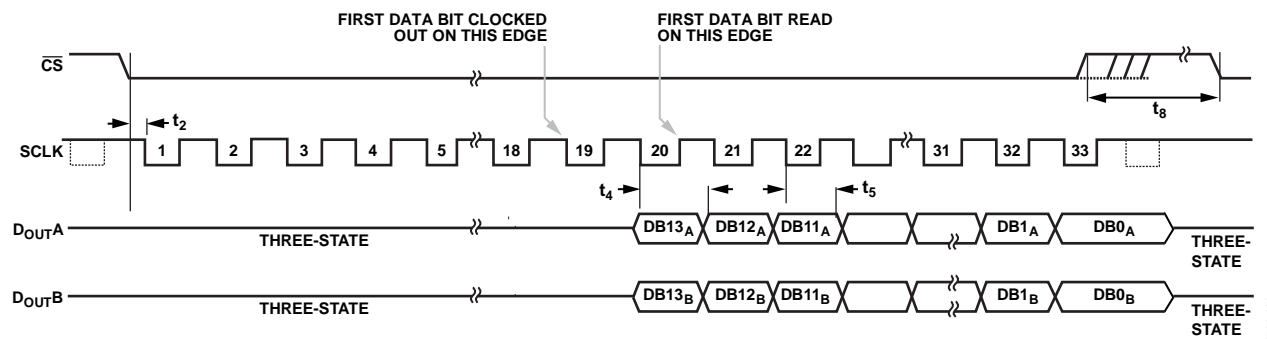 FIRST DATA BIT CLOCKED
OUT ON THIS EDGE
FIRST DATA BIT READ
ON THIS EDGE
CS
t8
t2
SCLK
1 2 3 4 5 18 19 20 21 22 31 32 33
t4
t5
DOUTA
THREE-STATE
DB13A DB12A DB11A DB1A DB0A
THREE-
STATE
DOUTB
THREE-STATE
DB13B DB12B DB11B DB1B DB0B
THREE-
STATE